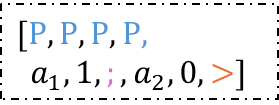 [P, P, P, P,
a₁, 1, ;, a₂, 0, >]